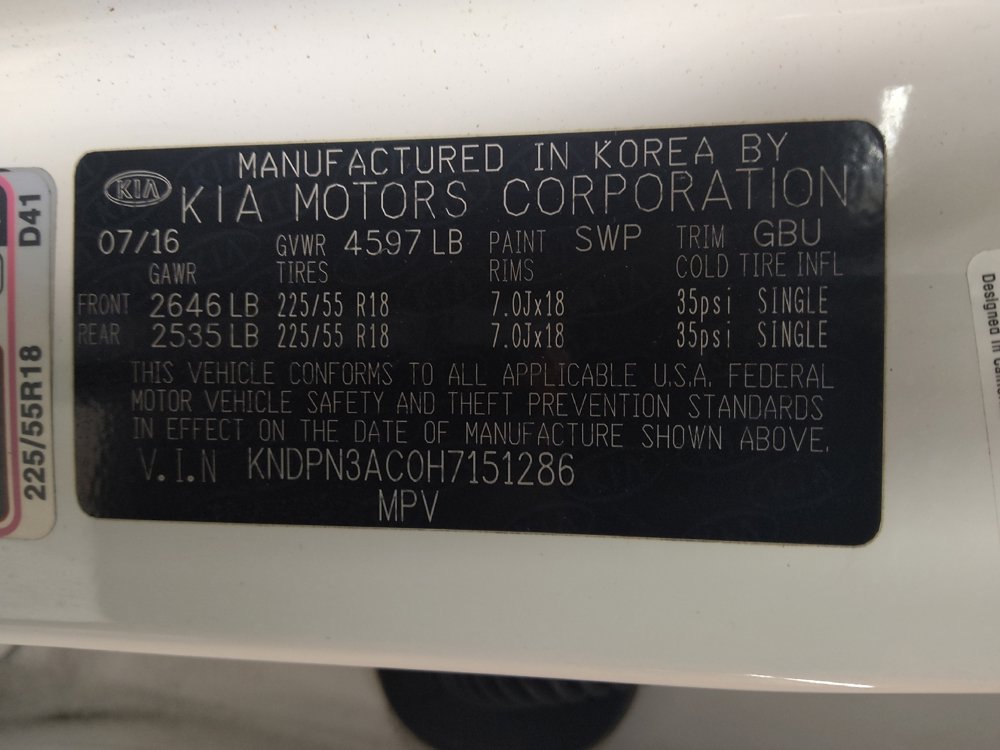 MANUFACTURED IN KOREA BY
KIA KIA MOTORS CORPORATION
07/16 GVWR 4597 LB PAINT SWP TRIM GBU
GAWR TIRES RIMS COLD TIRE INFL
FRONT 2646 LB 225/55 R18 7.0Jx18 35psi SINGLE
REAR 2535 LB 225/55 R18 7.0Jx18 35psi SINGLE
THIS VEHICLE CONFORMS TO ALL APPLICABLE U.S.A. FEDERAL
MOTOR VEHICLE SAFETY AND THEFT PREVENTION STANDARDS
IN EFFECT ON THE DATE OF MANUFACTURE SHOWN ABOVE.
V.I.N KNDPN3AC0H7151286
MPV
225/55R18 D41
Designed in